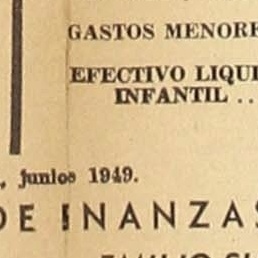 GASTOS MENORE
EFECTIVO LIQUI
INFANTIL ..
, junios 1949.
DE INANZAS